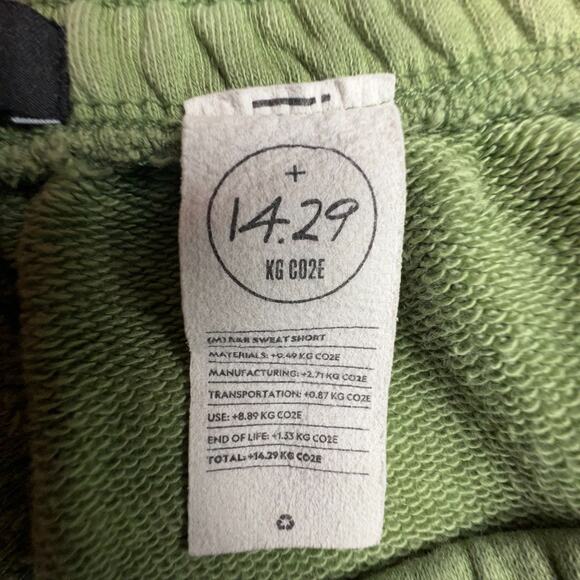 +
14.29
KG CO2E
(M) R&R SWEAT SHORT
MATERIALS: +0.49 KG CO2E
MANUFACTURING: +2.71 KG CO2E
TRANSPORTATION: +0.87 KG CO2E
USE: +8.89 KG CO2E
END OF LIFE: +1.33 KG CO2E
TOTAL: +14.29 KG CO2E